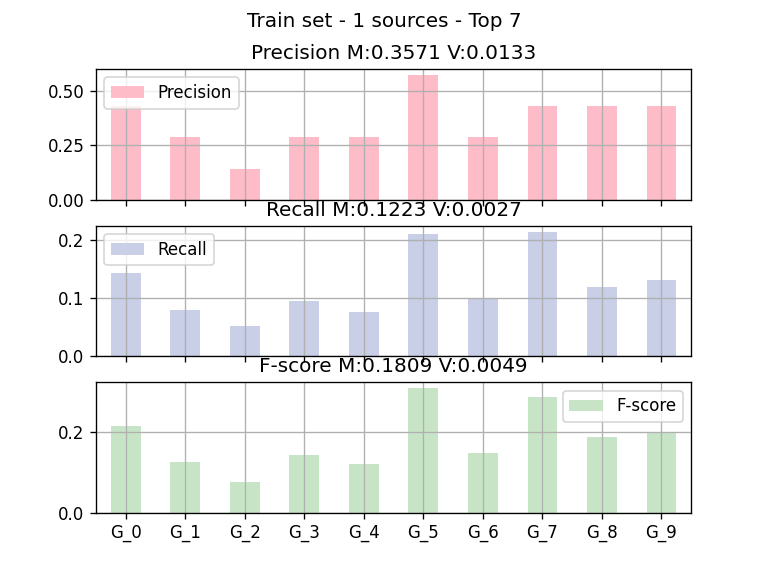 Train set - 1 sources - Top 7
Precision M:0.3571 V:0.0133
0.50
0.25
0.00
Precision
Recall M:0.1223 V:0.0027
0.2
0.1
0.0
Recall
F-score M:0.1809 V:0.0049
0.2
0.0
F-score
G_0 G_1 G_2 G_3 G_4 G_5 G_6 G_7 G_8 G_9